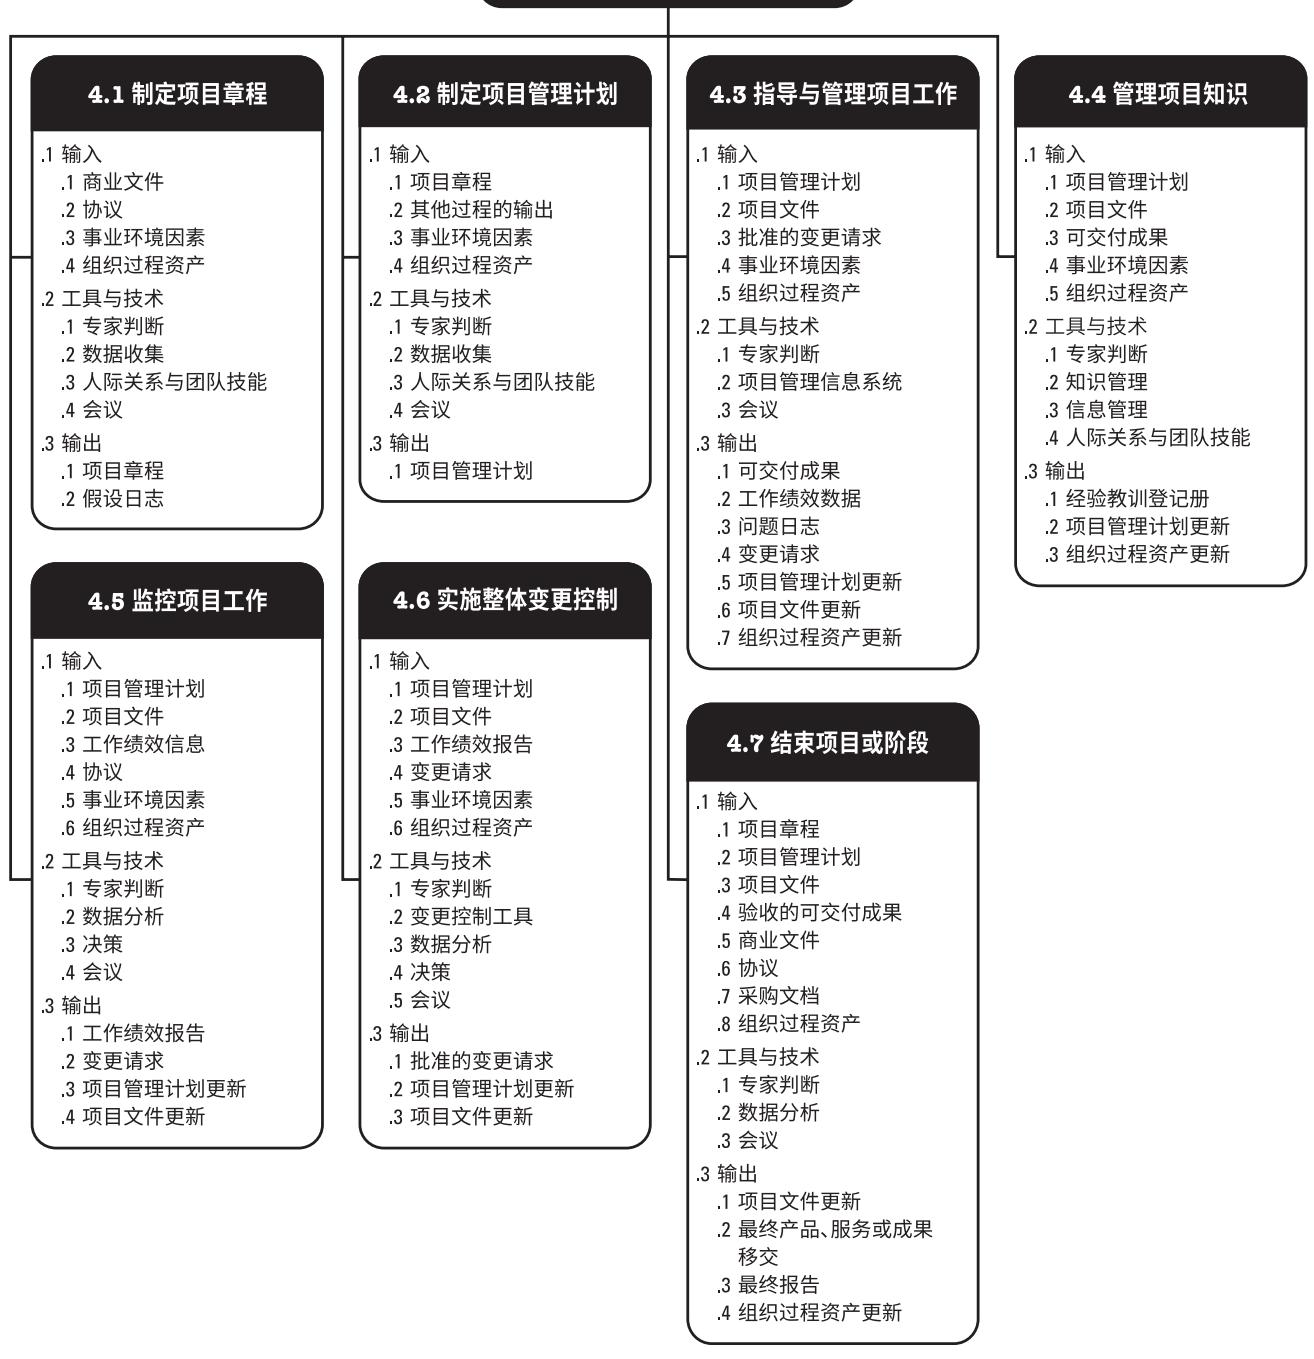 4.1 制定项目章程
.1 输入
.1 商业文件
.2 协议
.3 事业环境因素
.4 组织过程资产
.2 工具与技术
.1 专家判断
.2 数据收集
.3 人际关系与团队技能
.4 会议
.3 输出
.1 项目章程
.2 假设日志
4.2 制定项目管理计划
.1 输入
.1 项目章程
.2 其他过程的输出
.3 事业环境因素
.4 组织过程资产
.2 工具与技术
.1 专家判断
.2 数据收集
.3 人际关系与团队技能
.4 会议
.3 输出
.1 项目管理计划
4.3 指导与管理项目工作
.1 输入
.1 项目管理计划
.2 项目文件
.3 批准的变更请求
.4 事业环境因素
.5 组织过程资产
.2 工具与技术
.1 专家判断
.2 项目管理信息系统
.3 会议
.3 输出
.1 可交付成果
.2 工作绩效数据
.3 问题日志
.4 变更请求
.5 项目管理计划更新
.6 项目文件更新
.7 组织过程资产更新
4.4 管理项目知识
.1 输入
.1 项目管理计划
.2 项目文件
.3 可交付成果
.4 事业环境因素
.5 组织过程资产
.2 工具与技术
.1 专家判断
.2 知识管理
.3 信息管理
.4 人际关系与团队技能
.3 输出
.1 经验教训登记册
.2 项目管理计划更新
.3 组织过程资产更新
4.5 监控项目工作
.1 输入
.1 项目管理计划
.2 项目文件
.3 工作绩效信息
.4 协议
.5 事业环境因素
.6 组织过程资产
.2 工具与技术
.1 专家判断
.2 数据分析
.3 决策
.4 会议
.3 输出
.1 工作绩效报告
.2 变更请求
.3 项目管理计划更新
.4 项目文件更新
4.6 实施整体变更控制
.1 输入
.1 项目管理计划
.2 项目文件
.3 工作绩效报告
.4 变更请求
.5 事业环境因素
.6 组织过程资产
.2 工具与技术
.1 专家判断
.2 变更控制工具
.3 数据分析
.4 决策
.5 会议
.3 输出
.1 批准的变更请求
.2 项目管理计划更新
.3 项目文件更新
4.7 结束项目或阶段
.1 输入
.1 项目章程
.2 项目管理计划
.3 项目文件
.4 验收的可交付成果
.5 商业文件
.6 协议
.7 采购文档
.8 组织过程资产
.2 工具与技术
.1 专家判断
.2 数据分析
.3 会议
.3 输出
.1 项目文件更新
.2 最终产品、服务或成果
移交
.3 最终报告
.4 组织过程资产更新